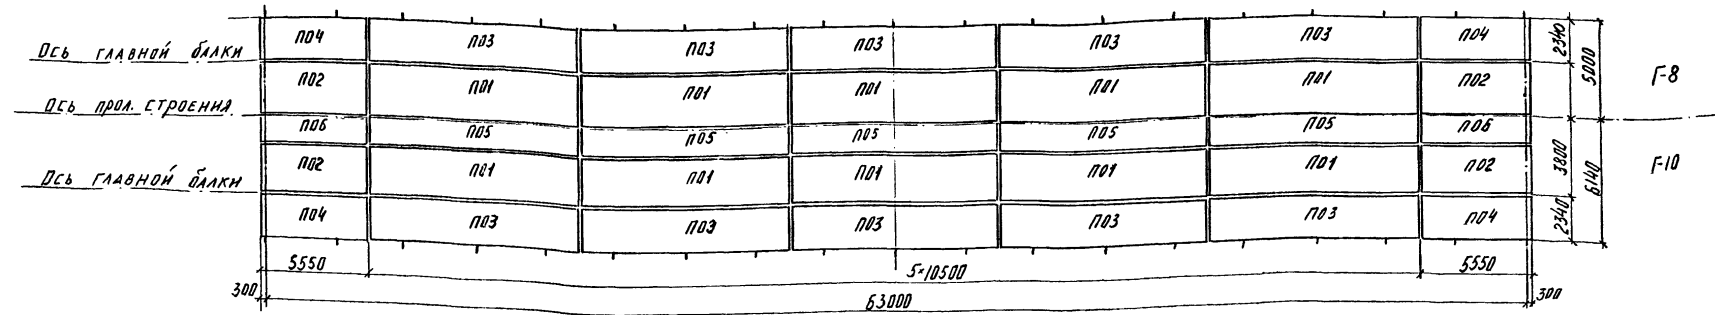 Ось главной балки
Ось прол. строения
Ось главной балки
П04 П03 П03 П03 П03 П03 П04
П02 П01 П01 П01 П01 П01 П02
П06 П05 П05 П05 П05 П05 П06
П02 П01 П01 П01 П01 П01 П02
П04 П03 П03 П03 П03 П03 П04
2340
5000
Г-8
3800
6140
Г-10
2340
5550 5×10500 5550
300 63000 300